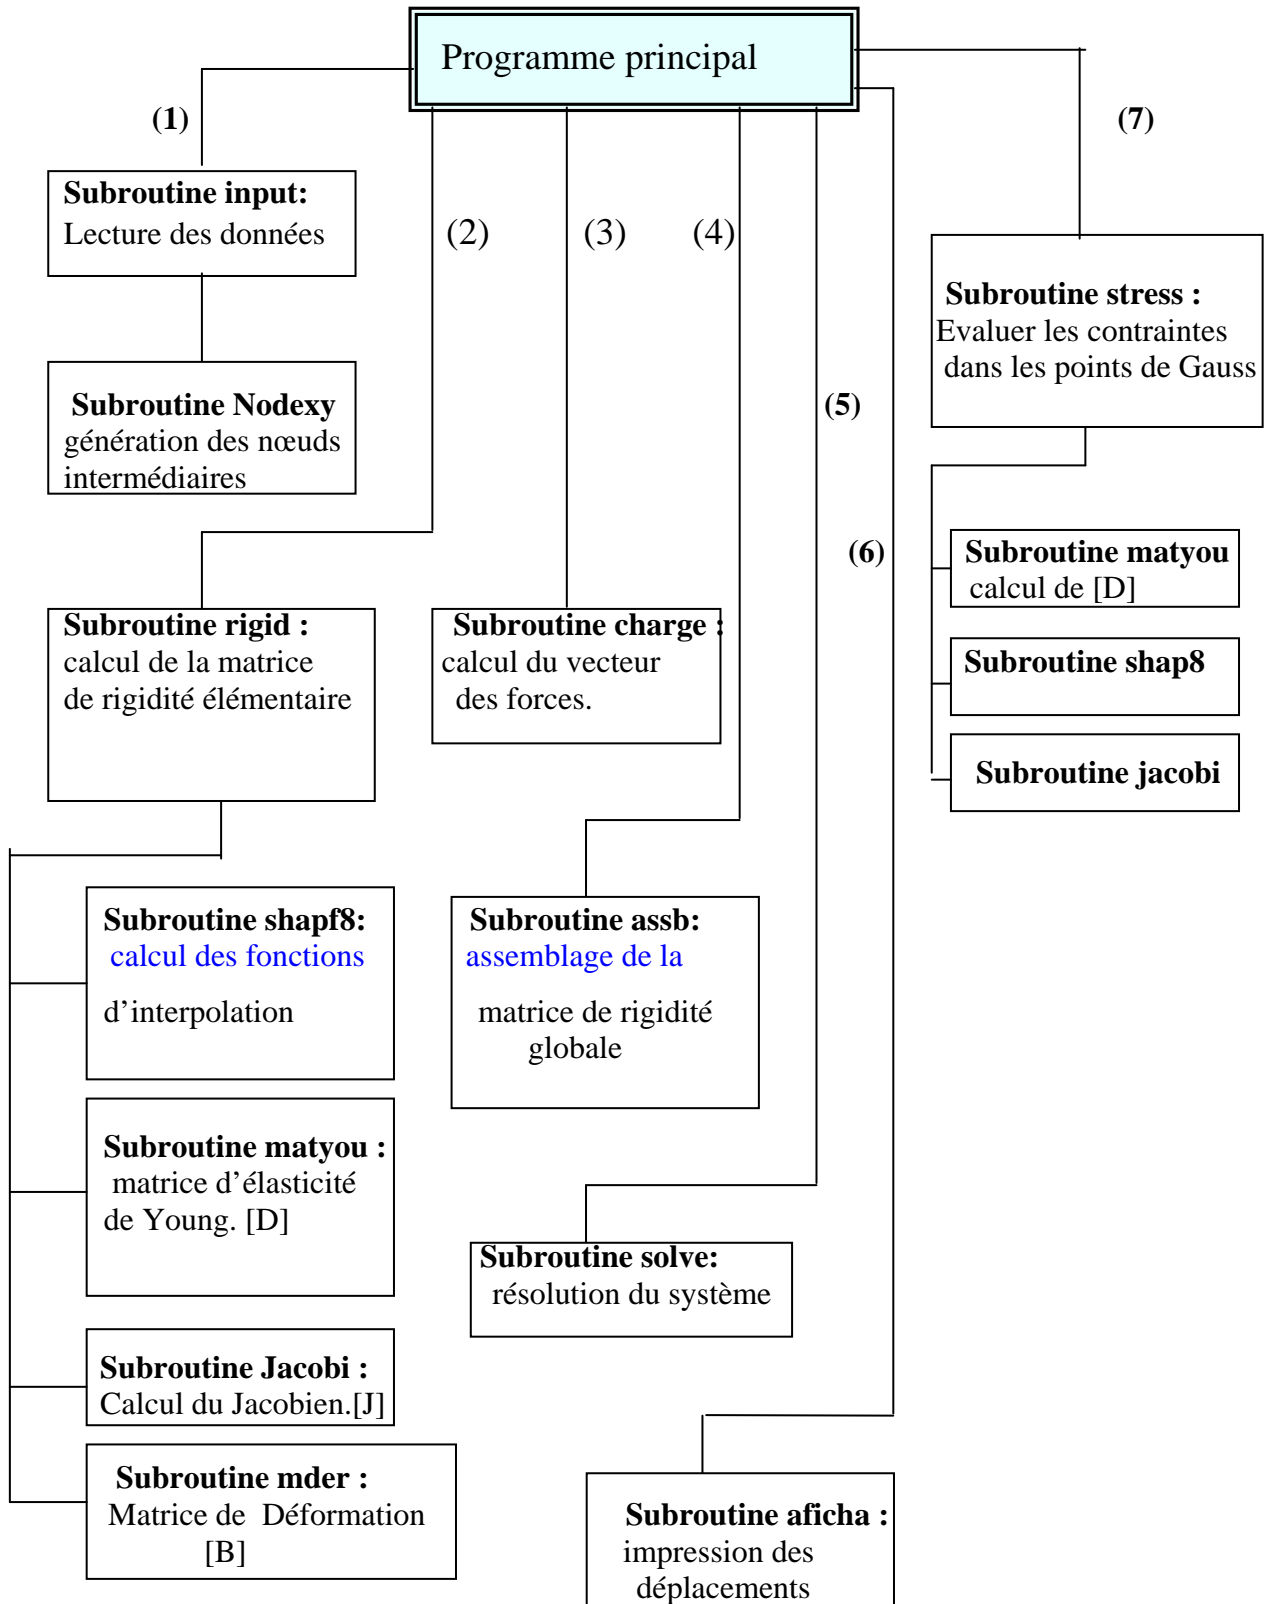 Programme principal
(1)
Subroutine input:
Lecture des données
Subroutine Nodexy
génération des nœuds
intermédiaires
(2)
Subroutine rigid :
calcul de la matrice
de rigidité élémentaire
Subroutine shapf8:
calcul des fonctions
d’interpolation
Subroutine matyou :
matrice d’élasticité
de Young. [D]
Subroutine Jacobi :
Calcul du Jacobien.[J]
Subroutine mder :
Matrice de Déformation
[B]
(3)
Subroutine charge :
calcul du vecteur
des forces.
(4)
Subroutine assb:
assemblage de la
matrice de rigidité
globale
(5)
Subroutine solve:
résolution du système
(6)
Subroutine aficha :
impression des
déplacements
(7)
Subroutine stress :
Evaluer les contraintes
dans les points de Gauss
Subroutine matyou
calcul de [D]
Subroutine shap8
Subroutine jacobi